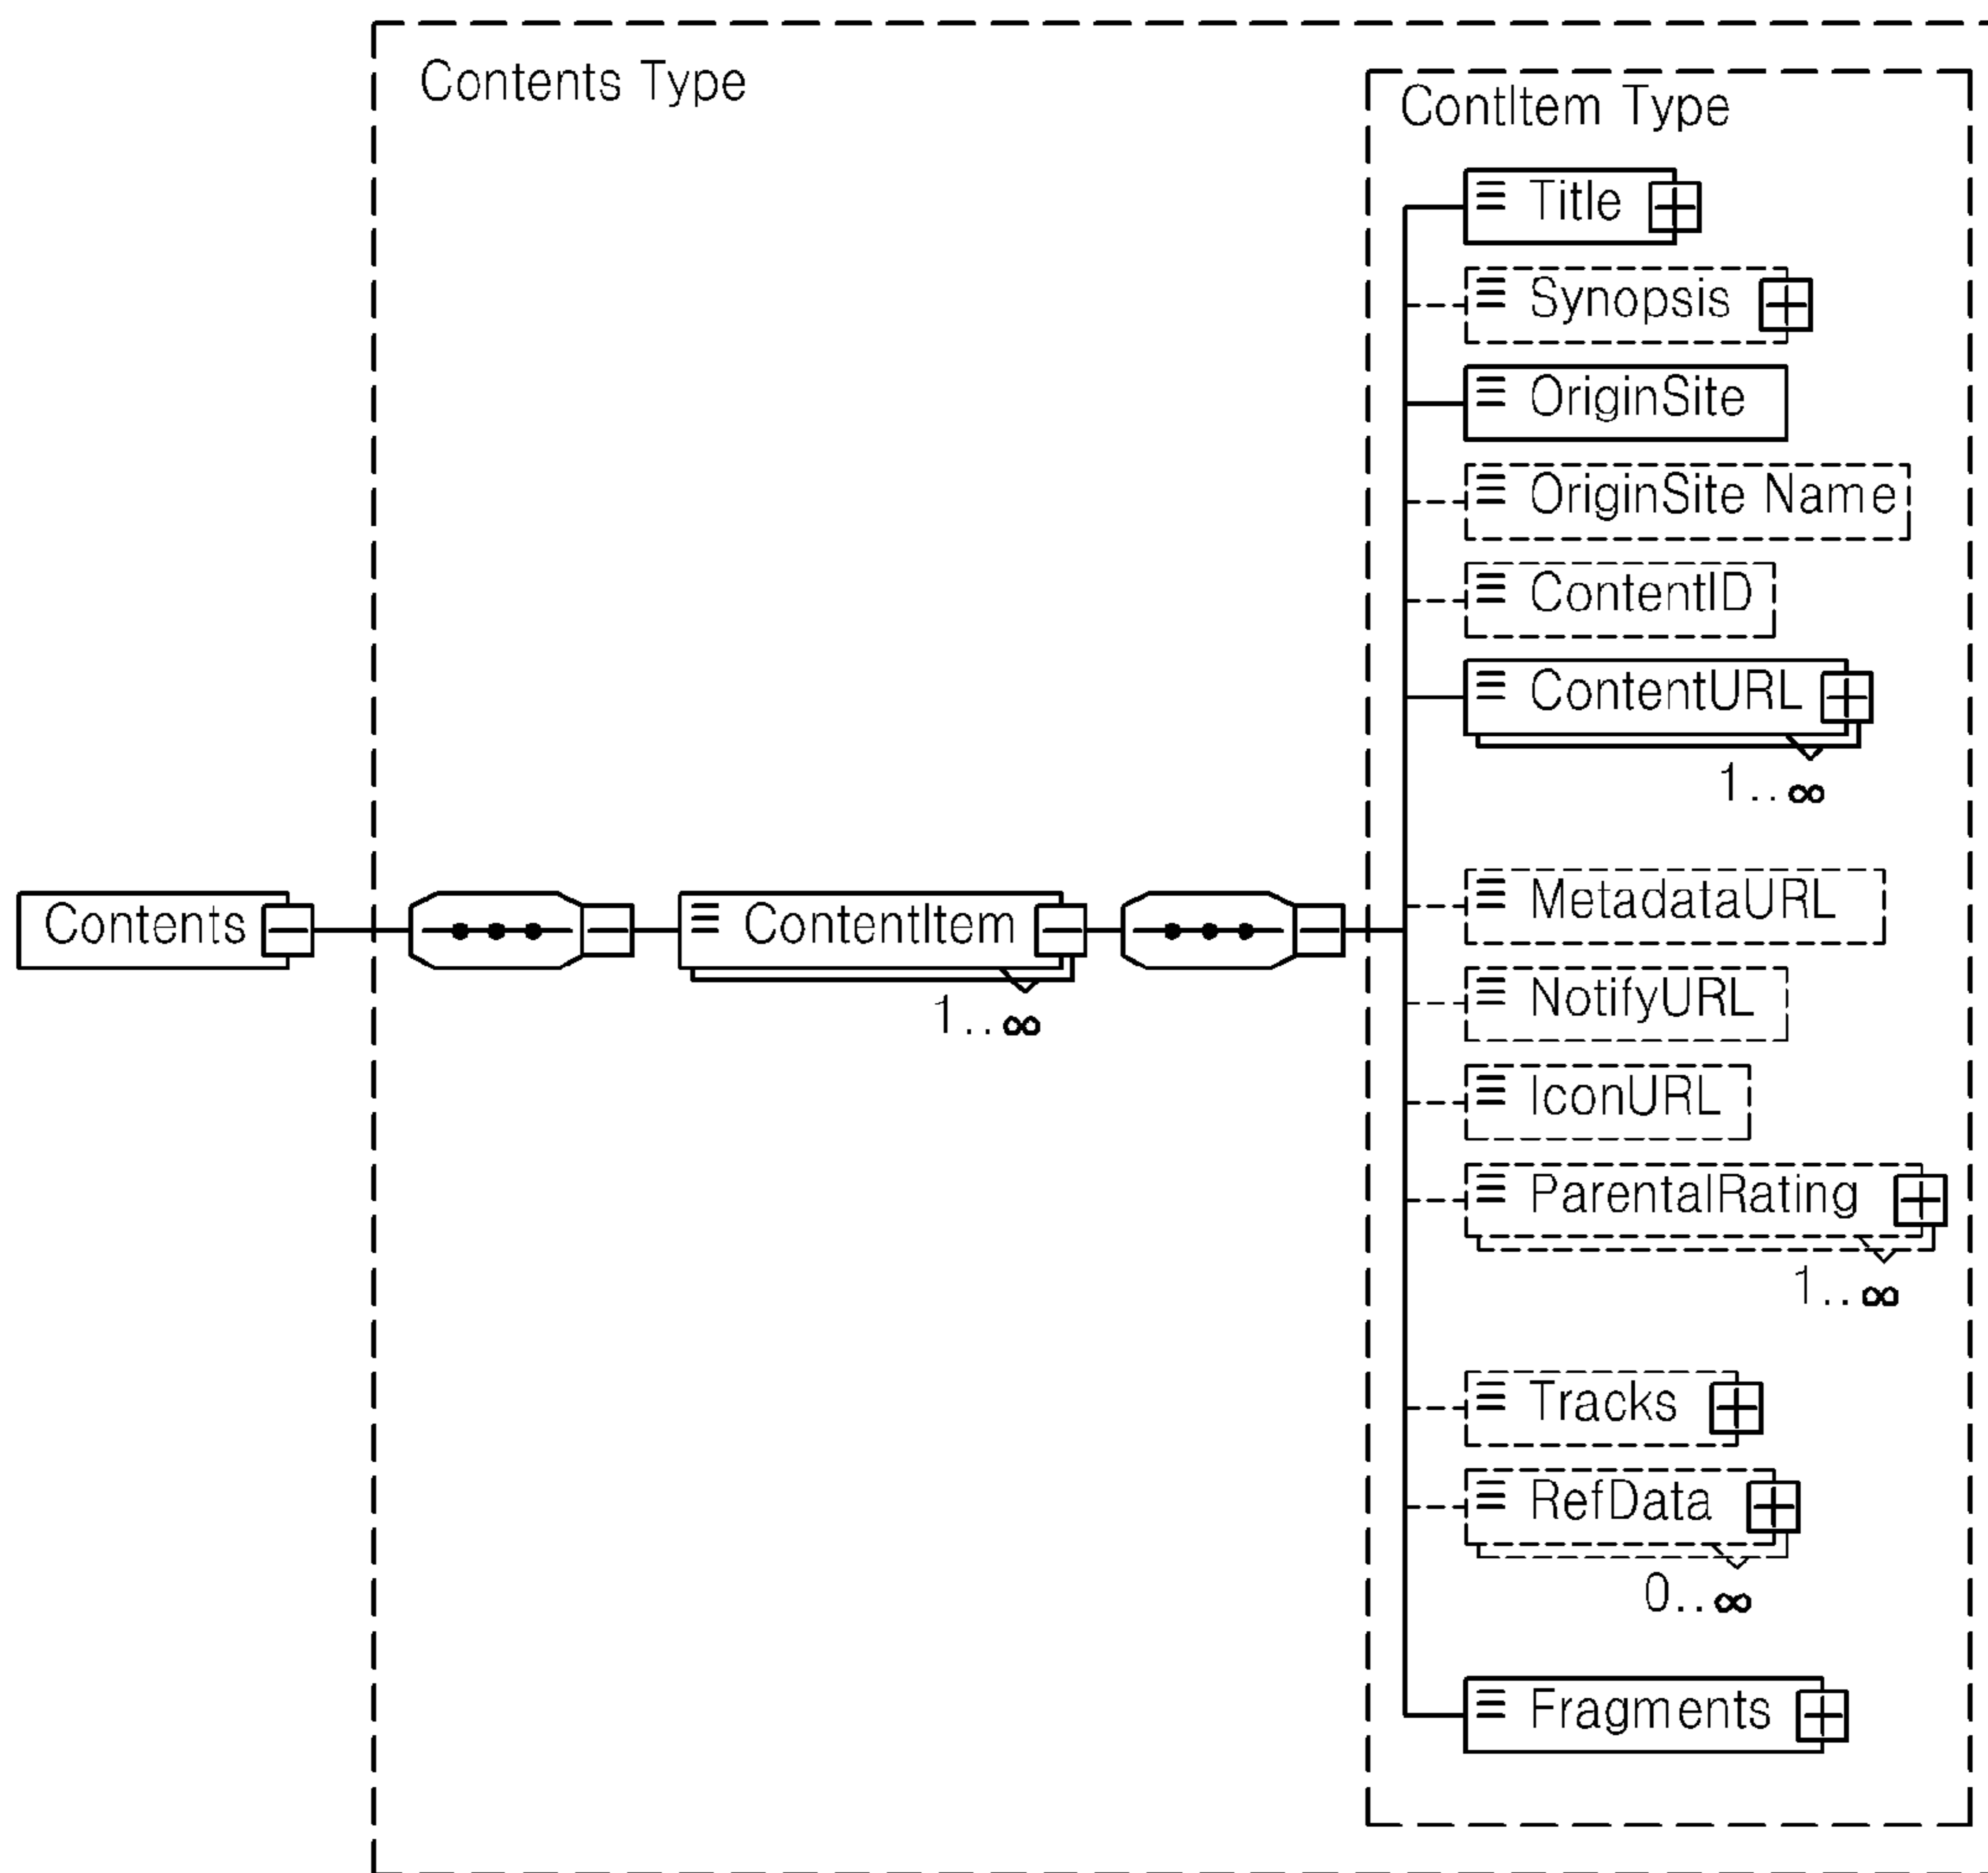 Contents Type
ContItem Type
Title
Synopsis
OriginSite
OriginSite Name
ContentID
ContentURL
1..∞
Contents
ContentItem
1..∞
MetadataURL
NotifyURL
IconURL
ParentalRating
1..∞
Tracks
RefData
0..∞
Fragments